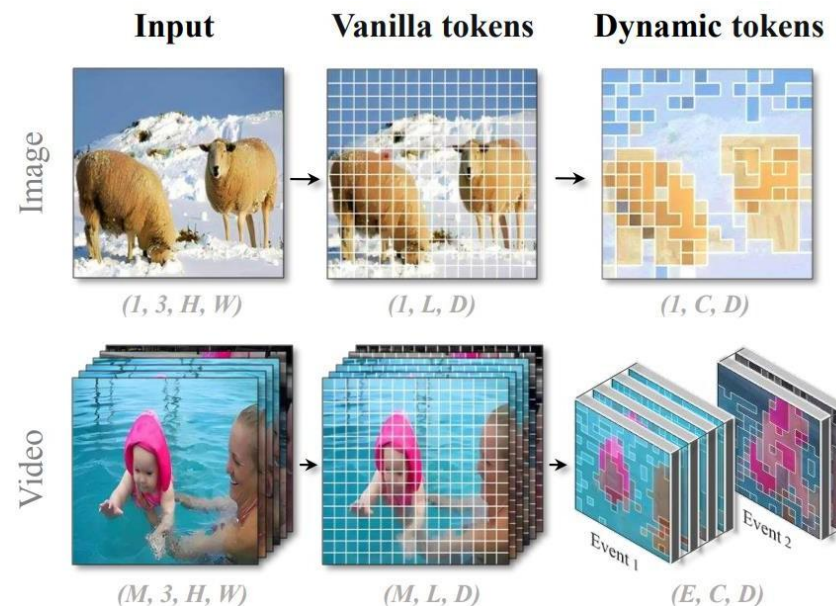 Input Vanilla tokens Dynamic tokens
Image
(1, 3, H, W) (1, L, D) (1, C, D)
Video
Event 1 Event 2
(M, 3, H, W) (M, L, D) (E, C, D)